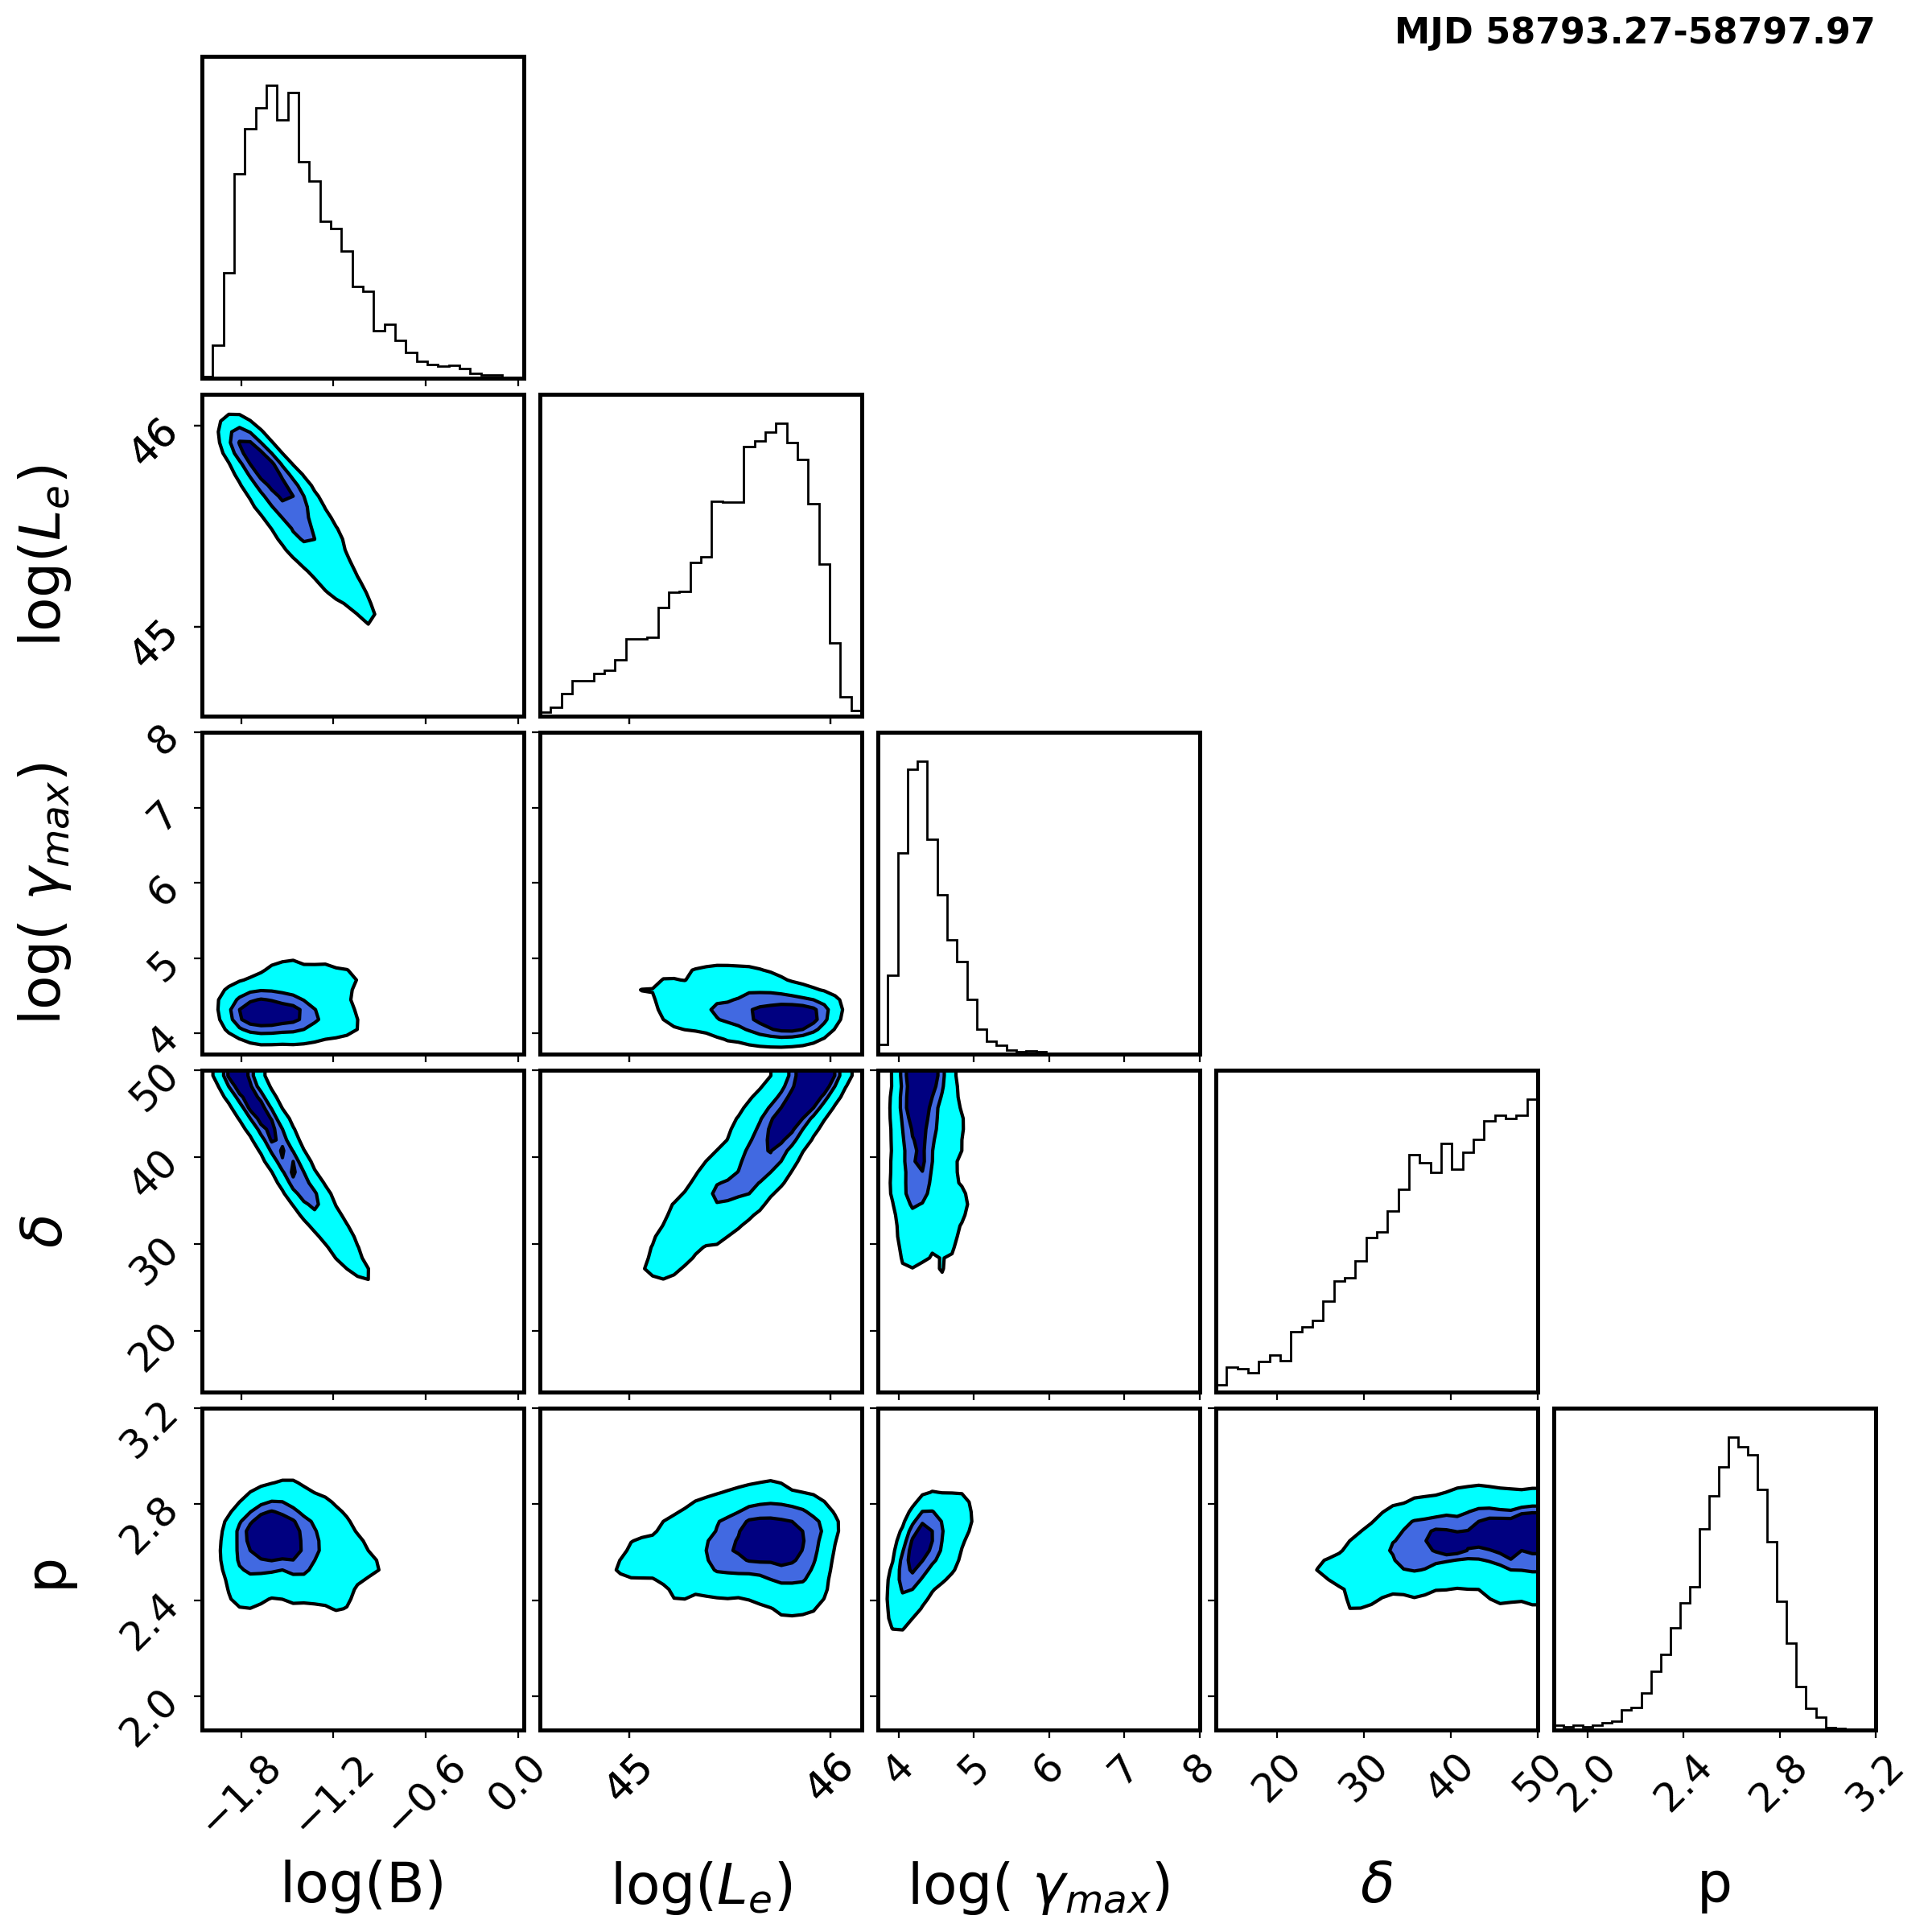 MJD 58793.27-58797.97
log(Lₑ)
46
45
log( γₘₐₓ)
8
7
6
5
4
δ
50
40
30
20
p
3.2
2.8
2.4
2.0
−1.8 −1.2 −0.6 0.0 45 46 4 5 6 7 8 20 30 40 50 2.0 2.4 2.8 3.2
log(B) log(Lₑ) log( γₘₐₓ) δ p